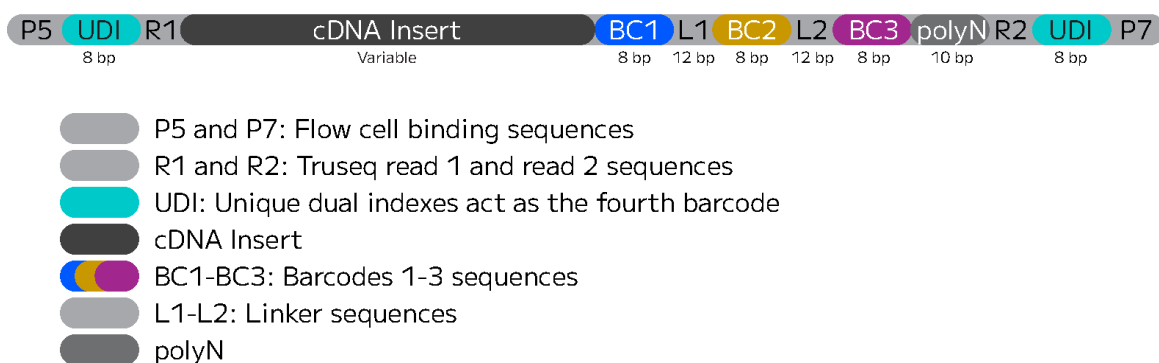 P5 UDI R1 cDNA Insert BC1 L1 BC2 L2 BC3 polyN R2 UDI P7
8 bp Variable 8 bp 12 bp 8 bp 12 bp 8 bp 10 bp 8 bp
P5 and P7: Flow cell binding sequences
R1 and R2: Truseq read 1 and read 2 sequences
UDI: Unique dual indexes act as the fourth barcode
cDNA Insert
BC1-BC3: Barcodes 1-3 sequences
L1-L2: Linker sequences
polyN